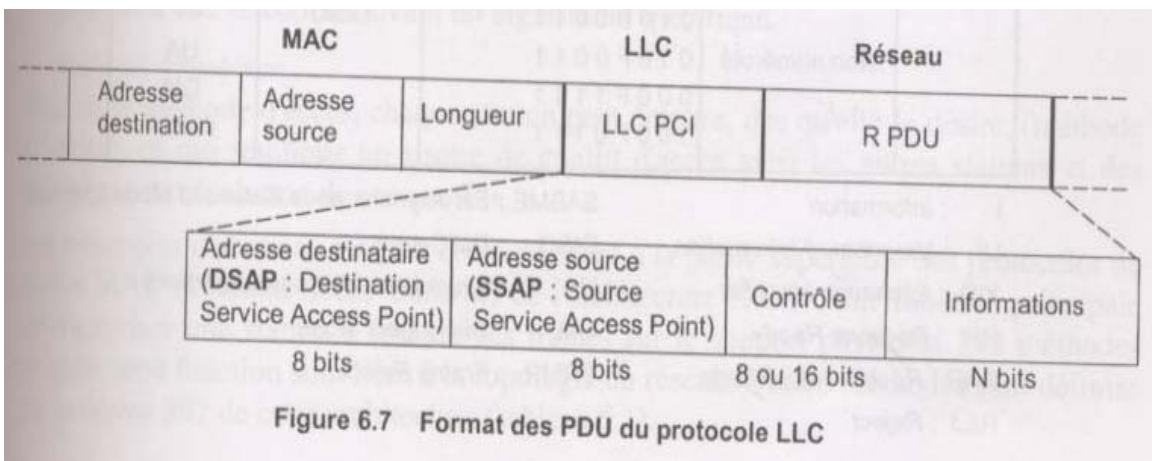 MAC LLC Réseau
Adresse
destination
Adresse
source
Longueur
LLC PCI
R PDU
Adresse destinataire
(DSAP : Destination
Service Access Point)
8 bits
Adresse source
(SSAP : Source
Service Access Point)
8 bits
Contrôle
8 ou 16 bits
Informations
N bits
Figure 6.7 Format des PDU du protocole LLC